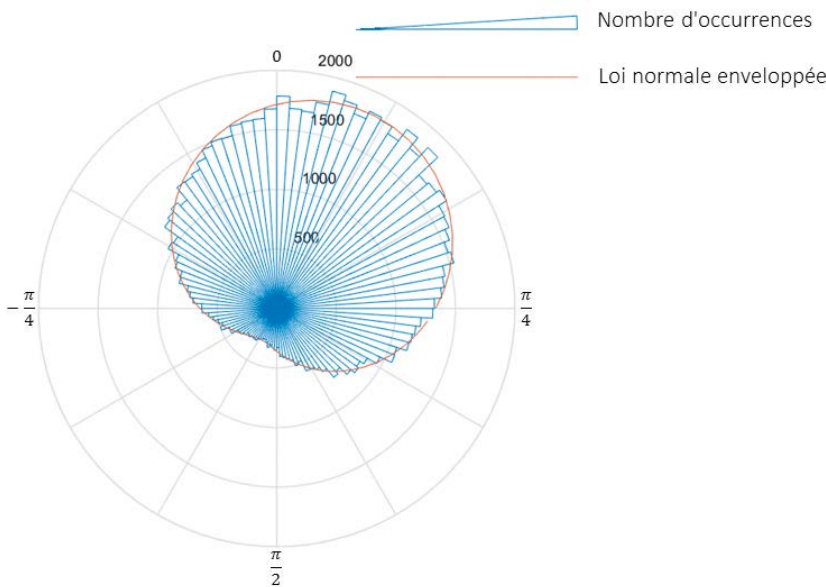 Nombre d'occurrences
Loi normale enveloppée
0
2000
1500
1000
500
−π/4
π/4
π/2